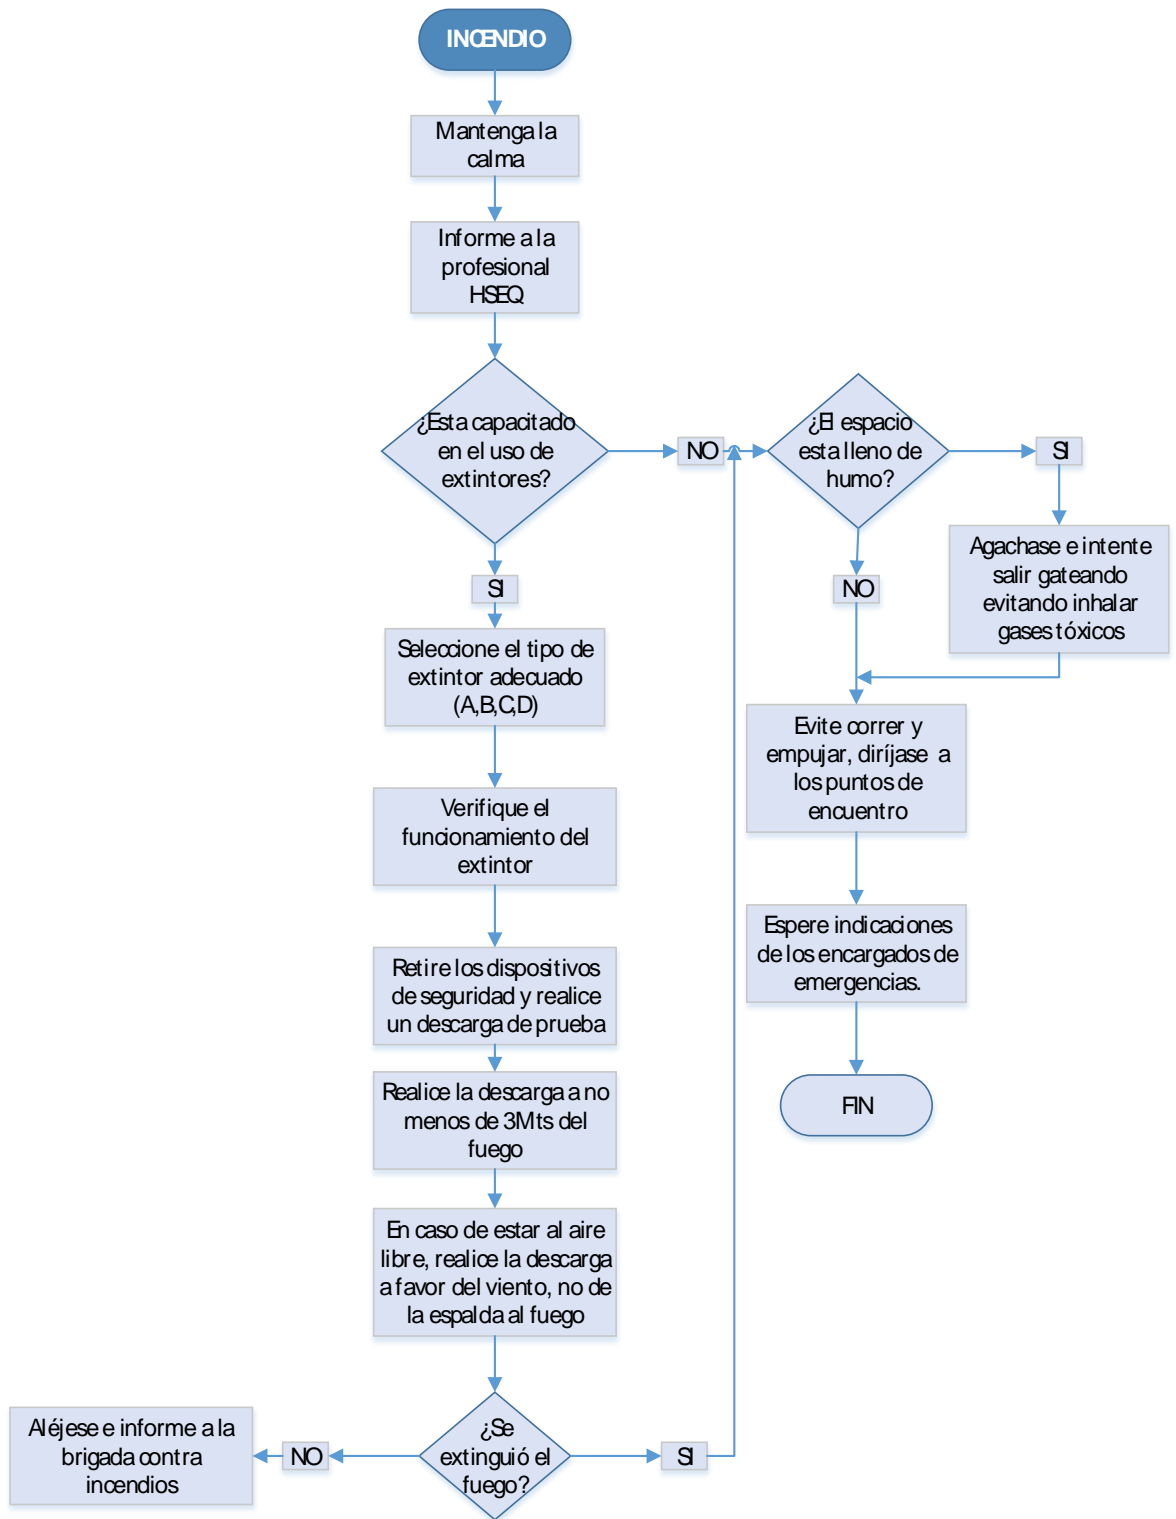 INCENDIO
Mantenga la
calma
Informe a la
profesional
HSEQ
¿Esta capacitado
en el uso de
extintores?
NO
¿El espacio
esta lleno de
humo?
SI
Agachase e intente
salir gateando
evitando inhalar
gases tóxicos
NO
SI
Seleccione el tipo de
extintor adecuado
(A,B,C,D)
Evite correr y
empujar, diríjase a
los puntos de
encuentro
Verifique el
funcionamiento del
extintor
Espere indicaciones
de los encargados de
emergencias.
Retire los dispositivos
de seguridad y realice
un descarga de prueba
Realice la descarga a no
menos de 3Mts del
fuego
FIN
En caso de estar al aire
libre, realice la descarga
a favor del viento, no de
la espalda al fuego
¿Se
extinguió el
fuego?
SI
NO
Aléjese e informe a la
brigada contra
incendios